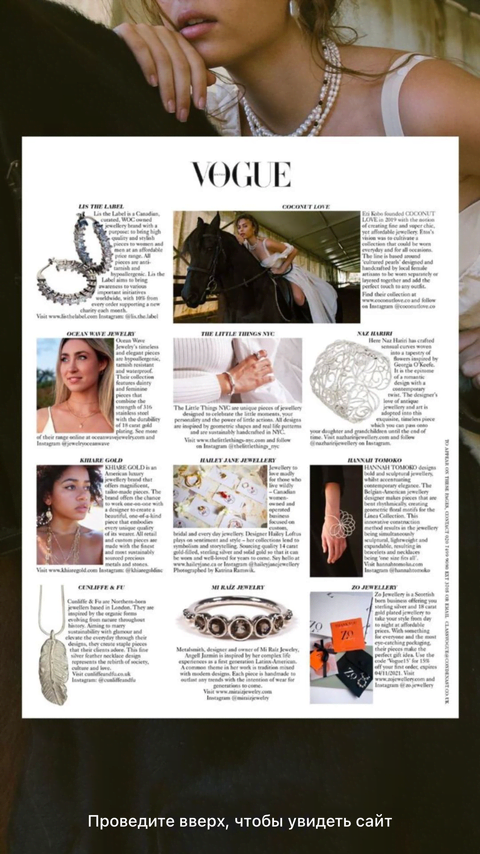 VOGUE
LIS THE LABEL
Lis the Label is a Canadian,
curated, WOC owned
jewellery brand with a
purpose: to bring high
quality and stylish
pieces to women and
men at an affordable
price range. All
pieces are anti-
tarnish and
hypoallergenic. Lis the
Label aims to bring
awareness to various
important initiatives
worldwide, with 10% from
every order supporting a new
charity each month.
Visit www.listhelabel.com Instagram: @lis.the.label
COCONUT LOVE
founded COCONUT
LOVE in 2019 with the notion
of creating fine and super chic,
yet affordable jewellery.
vision was to cultivate a
collection that could be worn
everyday and for all occasions.
The line is based around
'cultured pearls' designed and
handcrafted by local female
artisans to be worn separately or
layered together and add the
perfect touch to any outfit.
Find their collection at
www.coconutlove.co and follow
on Instagram @coconutlove.co
OCEAN WAVE JEWELRY
Ocean Wave
Jewelry's timeless
and elegant pieces
are hypoallergenic,
tarnish resistant
and waterproof.
Their collection
features dainty
and feminine
pieces that
combine the
strength of 316
stainless steel
with the durability
of 18 carat gold
plating. See more
of their range online at oceanwavejewelry.com and
Instagram @jewelryoceanwave
THE LITTLE THINGS NYC
The Little Things NYC are unique pieces of jewellery
designed to celebrate the little moments, your
personality and the power of little actions. All designs
are inspired by geometric shapes and real life patterns
and are sustainably handcrafted in NYC.
Visit www.thelittlethings-nyc.com and follow
on Instagram @thelittlethings_nyc
NAZ HARIRI
Here Naz Hariri has crafted
sensual curves woven
into a tapestry of
flowers inspired by
Georgia O'Keeffe.
It is the epitome
of a romantic
design with a
contemporary
twist. The designer's
love of antique
jewellery and art is
adapted into this
exquisite, timeless piece
which you can pass onto
your daughter and grandchildren until the end of
time. Visit nazharirijewellery.com and follow
@nazharirijewellery on Instagram.
KHIARE GOLD
KHIARE GOLD is an
American luxury
jewellery brand that
offers magnificent,
tailor-made pieces. The
brand offers the chance
to work one-on-one with
a designer to create a
beautiful, one-of-a-kind
piece that embodies
every unique quality
of its wearer. All retail
and custom pieces are
made with the finest
and most sustainably
sourced precious
metals and stones.
Visit www.khiaregold.com Instagram @khiaregoldinc
HAILEY JANE JEWELLERY
Jewellery to
love made
for those who
live wildly
– Canadian
women-
owned and
operated
business
focused on
custom,
bridal and every day jewellery. Designer Hailey Loftus
plays on sentiment and style – her collections lend to
symbolism and storytelling. Sourcing quality 14 carat
gold-filled, sterling silver and solid gold so that it can
be worn and well-loved for years to come. Say hello at
www.haileyjane.ca or Instagram @haileyjanejewellery
HANNAH TOMOKO
HANNAH TOMOKO designs
bold and sculptural jewellery,
whilst accentuating
contemporary elegance. The
Belgian-American jewellery
designer makes pieces that are
best rhythmically creating
geometric floral motifs for the
Linea Collection. This
innovative construction
method results in the jewellery
being simultaneously
sculptural, lightweight and
expandable, resulting in
bracelets and necklaces
being 'one size fits all'.
Visit hannahtomoko.com
Instagram @hannahtomoko
CUNLIFFE & FU
Cunliffe & Fu are Northern-born
jewellers based in London. They are
inspired by the organic forms
evolving from nature throughout
history. Aiming to marry
sustainability with glamour and
elevate the everyday through their
designs, they create staple pieces
that their clients adore. This fine
silver feather necklace design
represents the rebirth of society,
culture and love.
Visit cunliffeandfu.co.uk
Instagram: @cunliffeandfu
MI RAÍZ JEWELRY
Metalsmith, designer and owner of Mi Raíz Jewelry,
Angell Jazmin is inspired by her complex life
experiences as a first generation Latinx-American.
A common theme in her work is tradition mixed
with modern designs. Each piece is handmade to
outlast any trends with the intention of wear for
generations to come.
Visit www.miraizjewelry.com
Instagram @miraizjewelry
ZO JEWELLERY
Zo Jewellery is a Scottish
born business offering you
sterling silver and 18 carat
gold plated jewellery to
take your style from day
to night at affordable
prices. With something
for everyone and the most
eye-catching packaging,
their pieces make the
perfect gift idea. Use the
code 'Vogue15' for 15%
off your first order, expires
04/11/2021. Visit
www.zojewellery.com and
Instagram @zo.jewellery
Проведите вверх, чтобы увидеть сайт